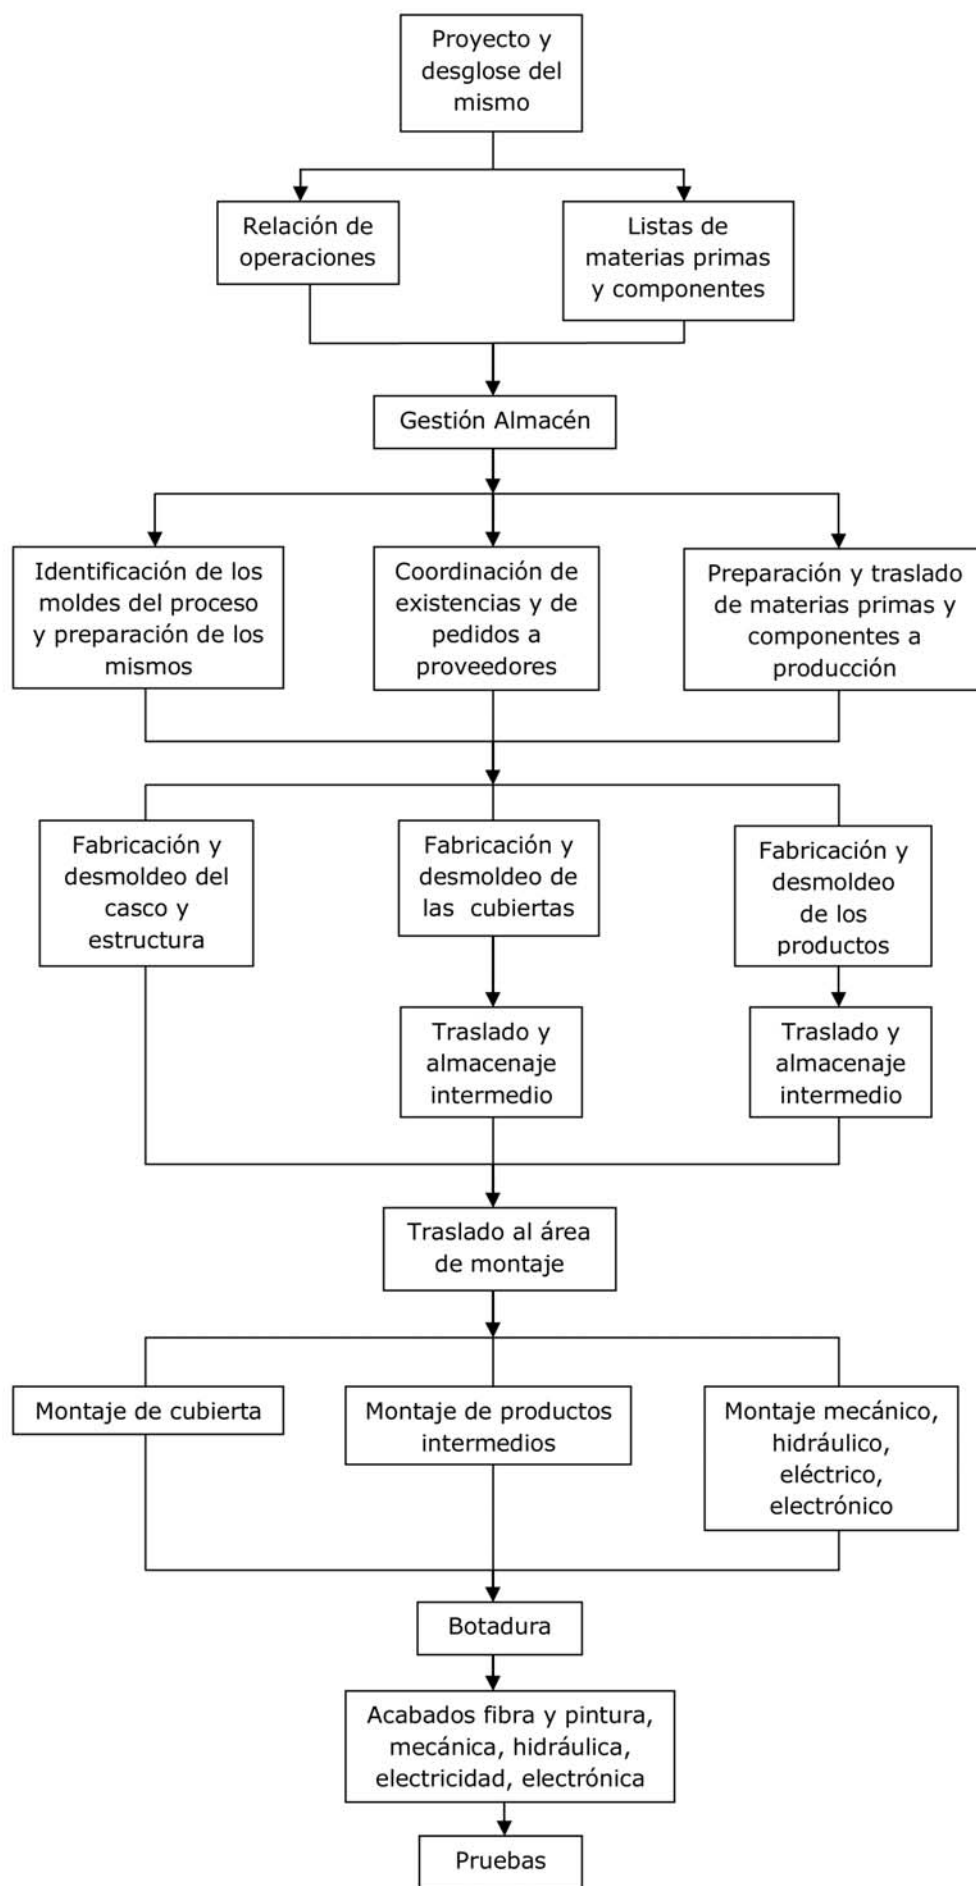 Proyecto y
desglose del
mismo
Relación de
operaciones
Listas de
materias primas
y componentes
Gestión Almacén
Identificación de los
moldes del proceso
y preparación de los
mismos
Coordinación de
existencias y de
pedidos a
proveedores
Preparación y traslado
de materias primas y
componentes a
producción
Fabricación y
desmoldeo del
casco y
estructura
Fabricación y
desmoldeo de
las cubiertas
Fabricación y
desmoldeo
de los
productos
Traslado y
almacenaje
intermedio
Traslado y
almacenaje
intermedio
Traslado al área
de montaje
Montaje de cubierta
Montaje de productos
intermedios
Montaje mecánico,
hidráulico,
eléctrico,
electrónico
Botadura
Acabados fibra y pintura,
mecánica, hidráulica,
electricidad, electrónica
Pruebas